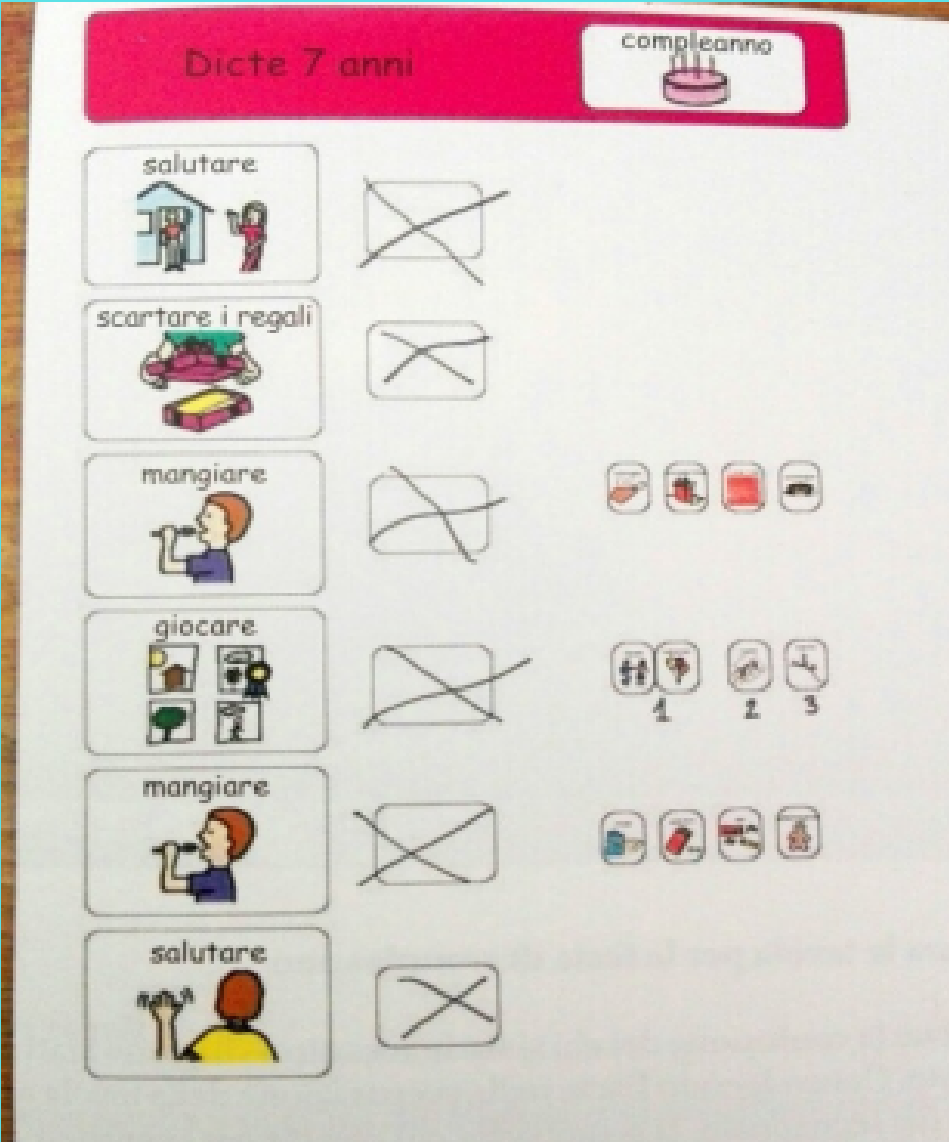 Dicte 7 anni
compleanno
salutare
scartare i regali
mangiare
giocare
1 2 3
mangiare
salutare